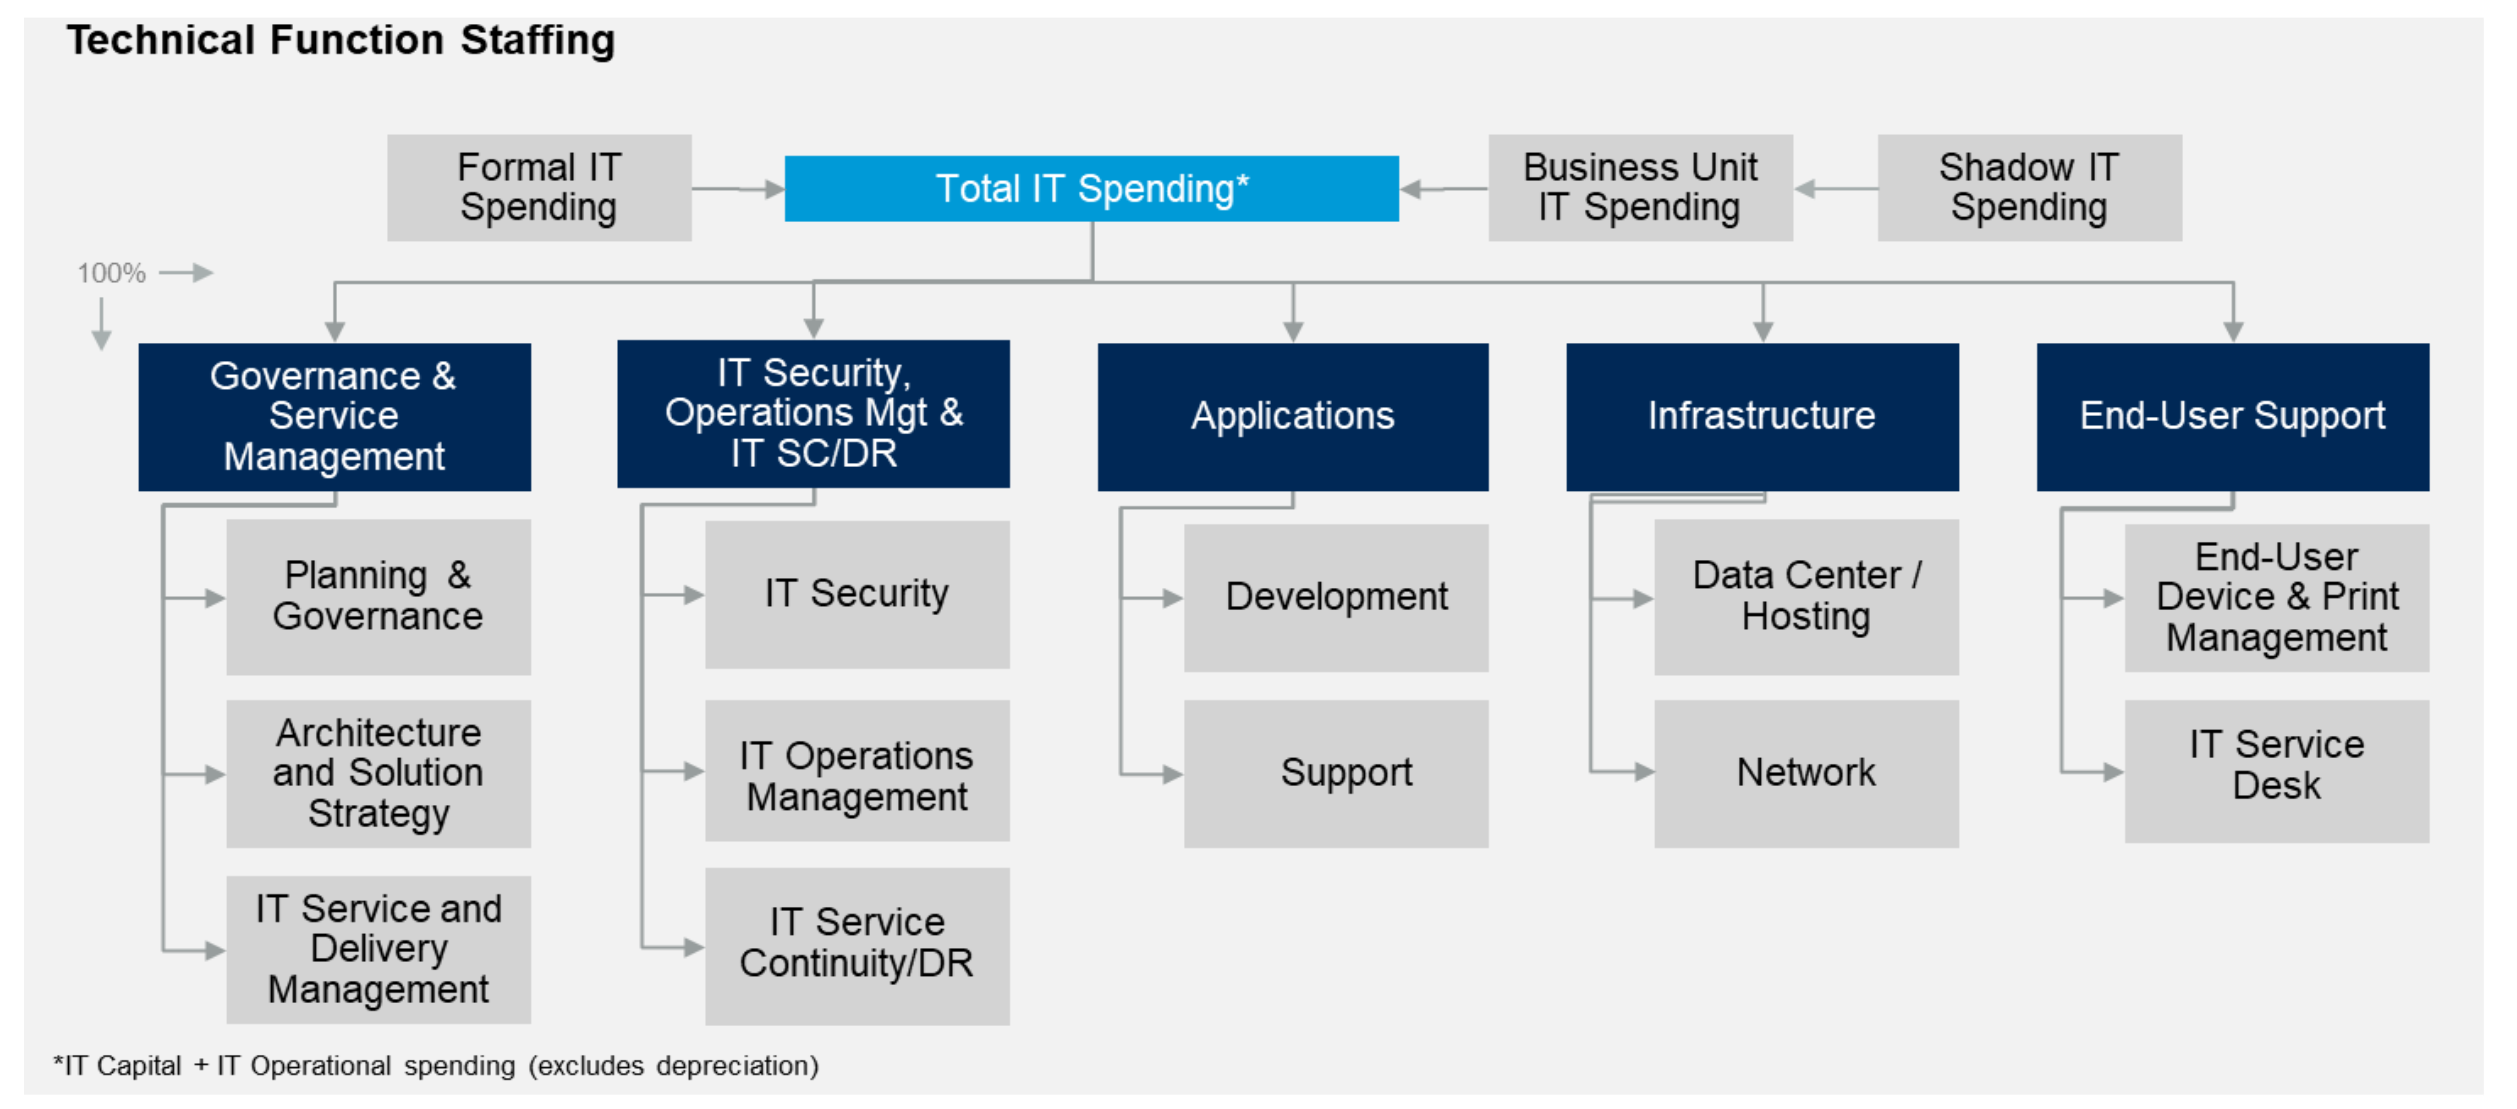 Technical Function Staffing
Formal IT
Spending
Total IT Spending*
Business Unit
IT Spending
Shadow IT
Spending
100%
Governance &
Service
Management
IT Security,
Operations Mgt &
IT SC/DR
Applications
Infrastructure
End-User Support
Planning &
Governance
Architecture
and Solution
Strategy
IT Service and
Delivery
Management
IT Security
IT Operations
Management
IT Service
Continuity/DR
Development
Support
Data Center /
Hosting
Network
End-User
Device & Print
Management
IT Service
Desk
*IT Capital + IT Operational spending (excludes depreciation)